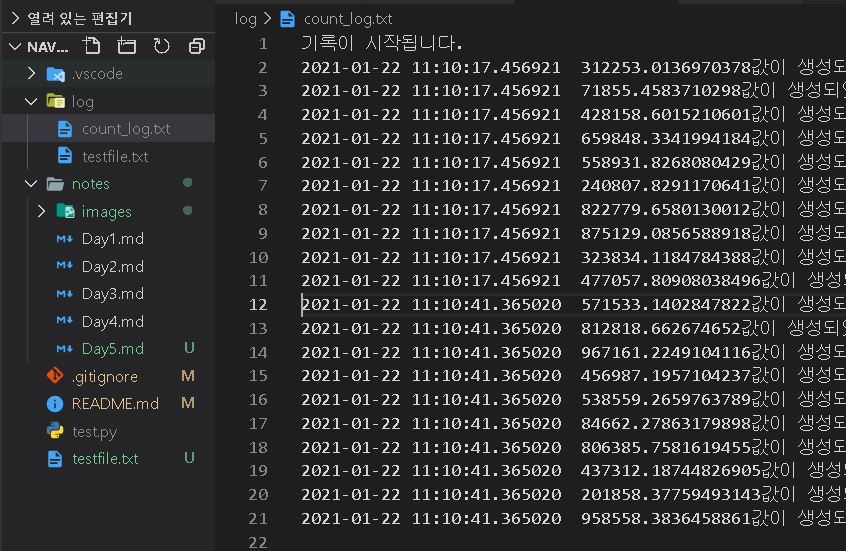 열려 있는 편집기
NAV...
.vscode
log
count_log.txt
testfile.txt
notes
images
Day1.md
Day2.md
Day3.md
Day4.md
Day5.md U
.gitignore M
README.md M
test.py
testfile.txt U
log > count_log.txt
1 기록이 시작됩니다.
2 2021-01-22 11:10:17.456921 312253.0136970378값이 생성되
3 2021-01-22 11:10:17.456921 71855.4583710298값이 생성되었
4 2021-01-22 11:10:17.456921 428158.6015210601값이 생성되
5 2021-01-22 11:10:17.456921 659848.3341994184값이 생성되
6 2021-01-22 11:10:17.456921 558931.8268080429값이 생성되
7 2021-01-22 11:10:17.456921 240807.8291170641값이 생성되
8 2021-01-22 11:10:17.456921 822779.6580130012값이 생성되
9 2021-01-22 11:10:17.456921 875129.0856588918값이 생성되
10 2021-01-22 11:10:17.456921 323834.1184784388값이 생성되
11 2021-01-22 11:10:17.456921 477057.80908038496값이 생성
12 2021-01-22 11:10:41.365020 571533.1402847822값이 생성되
13 2021-01-22 11:10:41.365020 812818.662674652값이 생성되었
14 2021-01-22 11:10:41.365020 967161.2249104116값이 생성되
15 2021-01-22 11:10:41.365020 456987.1957104237값이 생성되
16 2021-01-22 11:10:41.365020 538559.2659763789값이 생성되
17 2021-01-22 11:10:41.365020 84662.27863179898값이 생성되
18 2021-01-22 11:10:41.365020 806385.7581619455값이 생성되
19 2021-01-22 11:10:41.365020 437312.18744826905값이 생성
20 2021-01-22 11:10:41.365020 201858.37759493143값이 생성
21 2021-01-22 11:10:41.365020 958558.3836458861값이 생성되
22